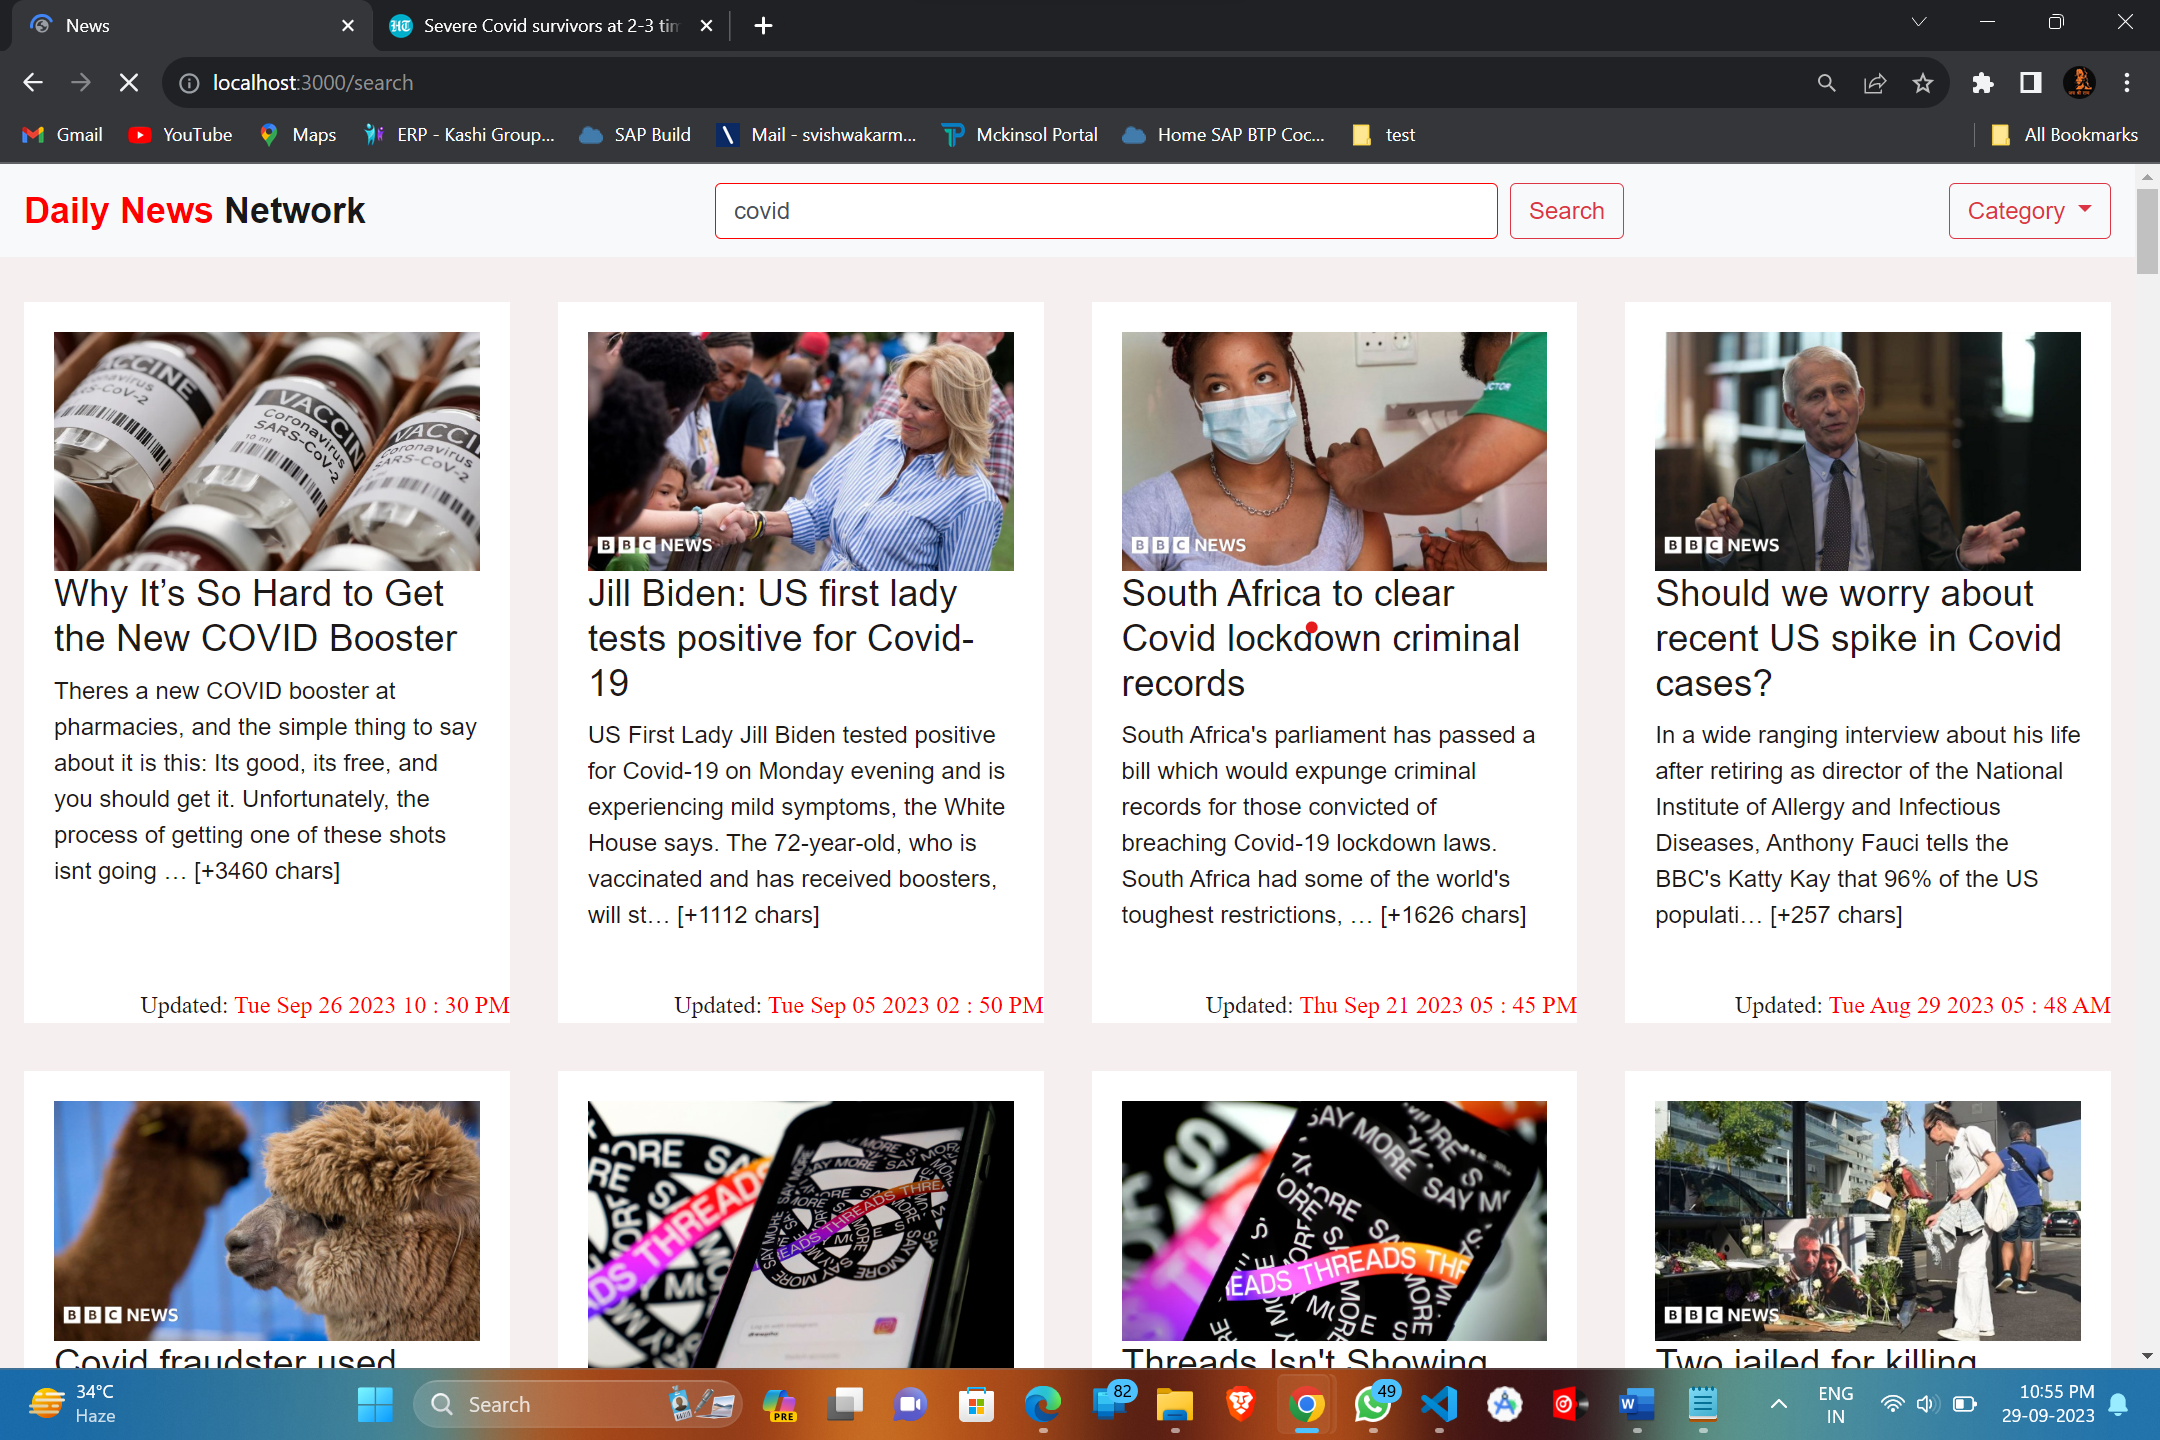 News
Severe Covid survivors at 2-3 tim
localhost:3000/search
Gmail
YouTube
Maps
ERP - Kashi Group...
SAP Build
Mail - svishwakarm...
Mckinsol Portal
Home SAP BTP Coc...
test
All Bookmarks
Daily News Network
covid
Search
Category
VACCINE
Coronavirus
SARS-CoV-2
BBC NEWS
BBC NEWS
BBC NEWS
Why It’s So Hard to Get
the New COVID Booster
Theres a new COVID booster at
pharmacies, and the simple thing to say
about it is this: Its good, its free, and
you should get it. Unfortunately, the
process of getting one of these shots
isnt going … [+3460 chars]
Updated: Tue Sep 26 2023 10 : 30 PM
Jill Biden: US first lady
tests positive for Covid-
19
US First Lady Jill Biden tested positive
for Covid-19 on Monday evening and is
experiencing mild symptoms, the White
House says. The 72-year-old, who is
vaccinated and has received boosters,
will st… [+1112 chars]
Updated: Tue Sep 05 2023 02 : 50 PM
South Africa to clear
Covid lockdown criminal
records
South Africa's parliament has passed a
bill which would expunge criminal
records for those convicted of
breaching Covid-19 lockdown laws.
South Africa had some of the world's
toughest restrictions, … [+1626 chars]
Updated: Thu Sep 21 2023 05 : 45 PM
Should we worry about
recent US spike in Covid
cases?
In a wide ranging interview about his life
after retiring as director of the National
Institute of Allergy and Infectious
Diseases, Anthony Fauci tells the
BBC's Katty Kay that 96% of the US
populati… [+257 chars]
Updated: Tue Aug 29 2023 05 : 48 AM
BBC NEWS
THREADS
SAY MORE
THREADS
SAY MORE
BBC NEWS
Covid fraudster used
Threads Isn't Showing
Two jailed for killing
34°C
Haze
Search
PRE
82
49
ENG
IN
10:55 PM
29-09-2023